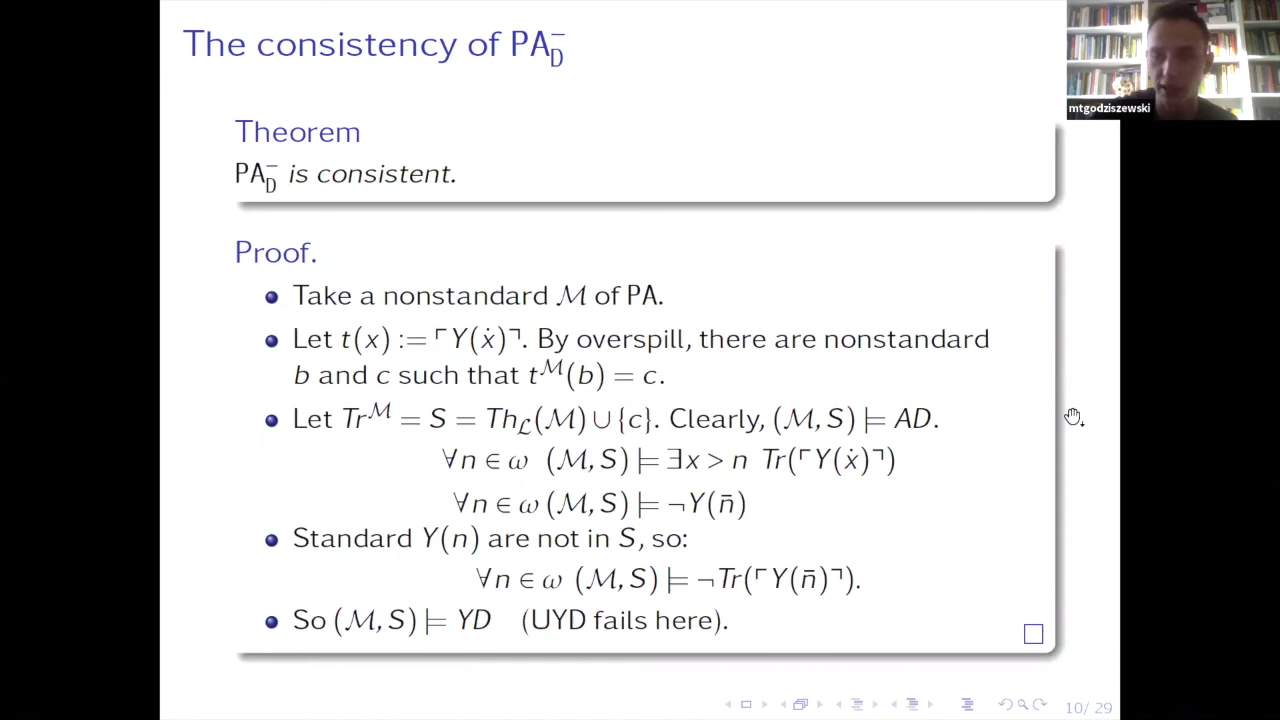 The consistency of PA⁻_D
mtgodziszewski
Theorem
PA⁻_D is consistent.
Proof.
Take a nonstandard ℳ of PA.
Let t(x) := ⌜Y(ẋ)⌝. By overspill, there are nonstandard
b and c such that t^ℳ(b) = c.
Let Tr^ℳ = S = Th_ℒ(ℳ) ∪ {c}. Clearly, (ℳ, S) ⊨ AD.
∀n ∈ ω (ℳ, S) ⊨ ∃x > n Tr(⌜Y(ẋ)⌝)
∀n ∈ ω (ℳ, S) ⊨ ¬Y(n̄)
Standard Y(n) are not in S, so:
∀n ∈ ω (ℳ, S) ⊨ ¬Tr(⌜Y(n̄)⌝).
So (ℳ, S) ⊨ YD (UYD fails here).
10/ 29